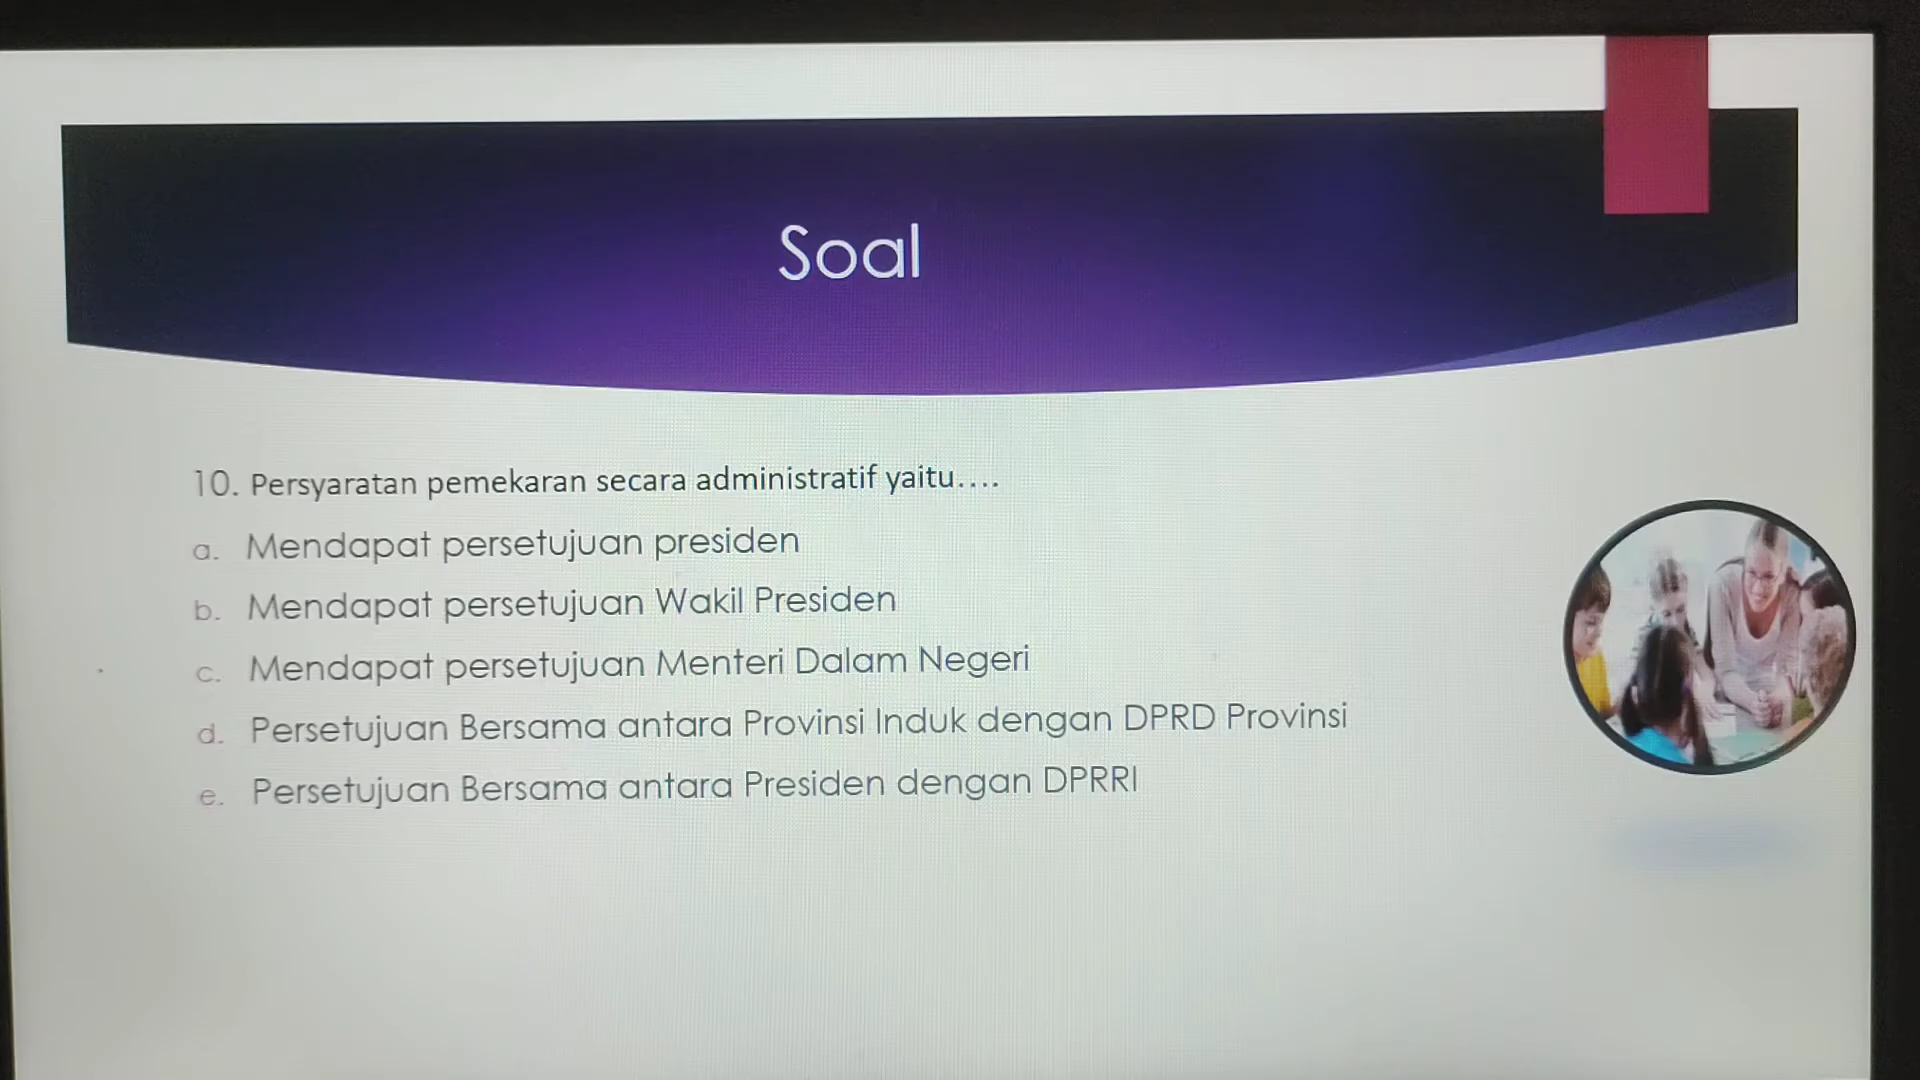 Soal
10. Persyaratan pemekaran secara administratif yaitu....
a. Mendapat persetujuan presiden
b. Mendapat persetujuan Wakil Presiden
c. Mendapat persetujuan Menteri Dalam Negeri
d. Persetujuan Bersama antara Provinsi Induk dengan DPRD Provinsi
e. Persetujuan Bersama antara Presiden dengan DPRRI